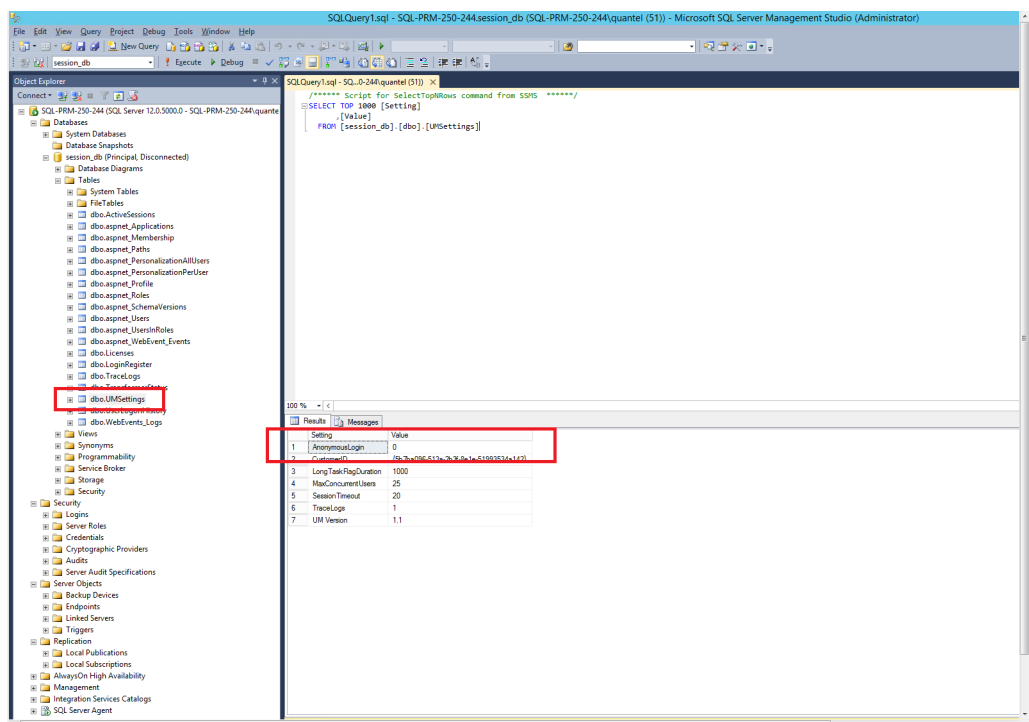 SQLQuery1.sql - SQL-PRM-250-244.session_db (SQL-PRM-250-244\quantel (51)) - Microsoft SQL Server Management Studio (Administrator)
File Edit View Query Project Debug Tools Window Help
New Query
session_db Execute Debug
Object Explorer
Connect
SQL-PRM-250-244 (SQL Server 12.0.5000.0 - SQL-PRM-250-244\quante
Databases
System Databases
Database Snapshots
session_db (Principal, Disconnected)
Database Diagrams
Tables
System Tables
FileTables
dbo.ActiveSessions
dbo.aspnet_Applications
dbo.aspnet_Membership
dbo.aspnet_Paths
dbo.aspnet_PersonalizationAllUsers
dbo.aspnet_PersonalizationPerUser
dbo.aspnet_Profile
dbo.aspnet_Roles
dbo.aspnet_SchemaVersions
dbo.aspnet_Users
dbo.aspnet_UsersInRoles
dbo.aspnet_WebEvent_Events
dbo.Licenses
dbo.LoginRegister
dbo.TraceLogs
dbo.UMSettings
dbo.WebEvents_Logs
Views
Synonyms
Programmability
Service Broker
Storage
Security
Security
Logins
Server Roles
Credentials
Cryptographic Providers
Audits
Server Audit Specifications
Server Objects
Backup Devices
Endpoints
Linked Servers
Triggers
Replication
Local Publications
Local Subscriptions
AlwaysOn High Availability
Management
Integration Services Catalogs
SQL Server Agent
SQLQuery1.sql - SQ...0-244\quantel (51))
/****** Script for SelectTopNRows command from SSMS ******/
SELECT TOP 1000 [Setting]
,[Value]
FROM [session_db].[dbo].[UMSettings]
100 %
Results Messages
Setting Value
1 AnonymousLogin 0
2 CustomerID
3 LongTaskFlagDuration 1000
4 MaxConcurrentUsers 25
5 SessionTimeout 20
6 TraceLogs 1
7 UM Version 1.1